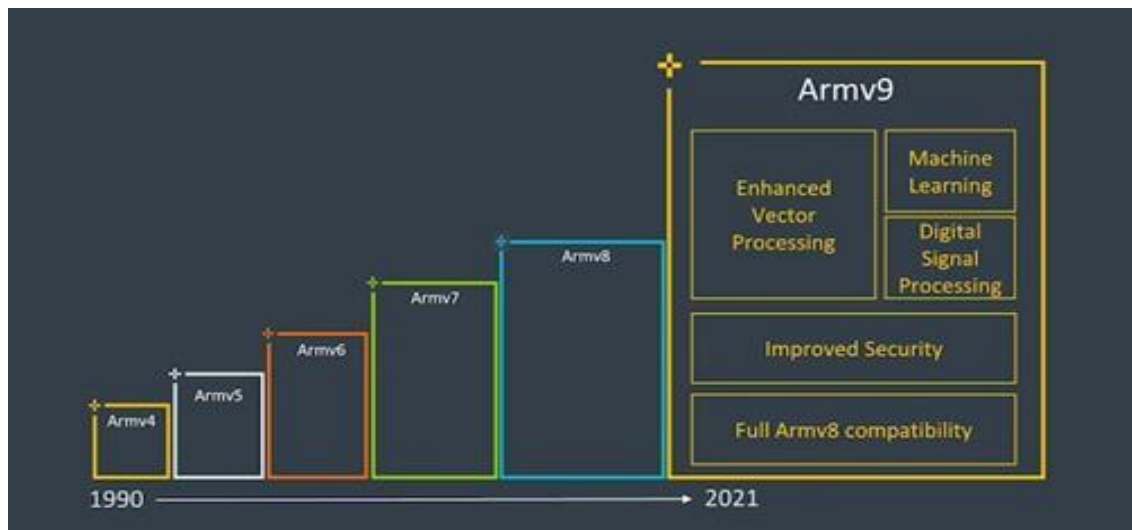 Armv9
Enhanced
Vector
Processing
Machine
Learning
Digital
Signal
Processing
Improved Security
Full Armv8 compatibility
Armv8
Armv7
Armv6
Armv5
Armv4
1990
2021